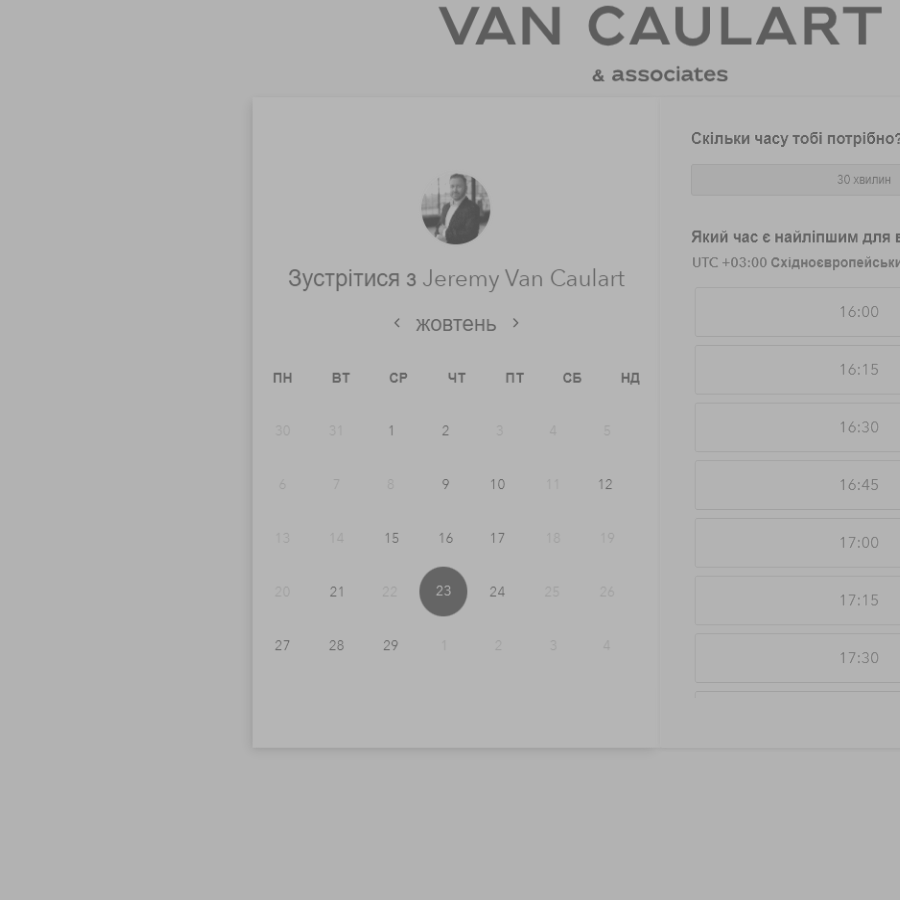 VAN CAULART
& associates
Зустрітися з Jeremy Van Caulart
жовтень
ПН ВТ СР ЧТ ПТ СБ НД
30 31 1 2 3 4 5
6 7 8 9 10 11 12
13 14 15 16 17 18 19
20 21 22 23 24 25 26
27 28 29 1 2 3 4
Скільки часу тобі потрібно?
30 хвилин
Який час є найліпшим для
UTC +03:00
16:00
16:15
16:30
16:45
17:00
17:15
17:30